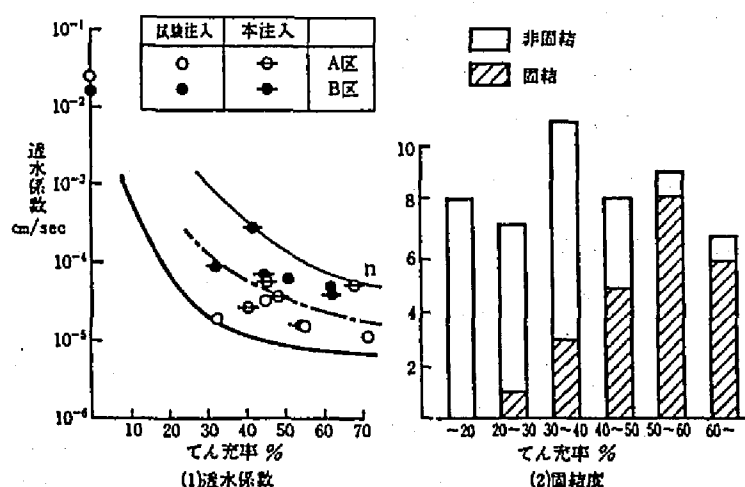 試験注入 本注入
A区
B区
10⁻¹
10⁻²
10⁻³
10⁻⁴
10⁻⁵
10⁻⁶
透水係数
cm/sec
n
10 20 30 40 50 60 70
てん充率 %
(1)透水係数
非固結
固結
10
8
6
4
2
~20 20~30 30~40 40~50 50~60 60~
てん充率 %
(2)固結度